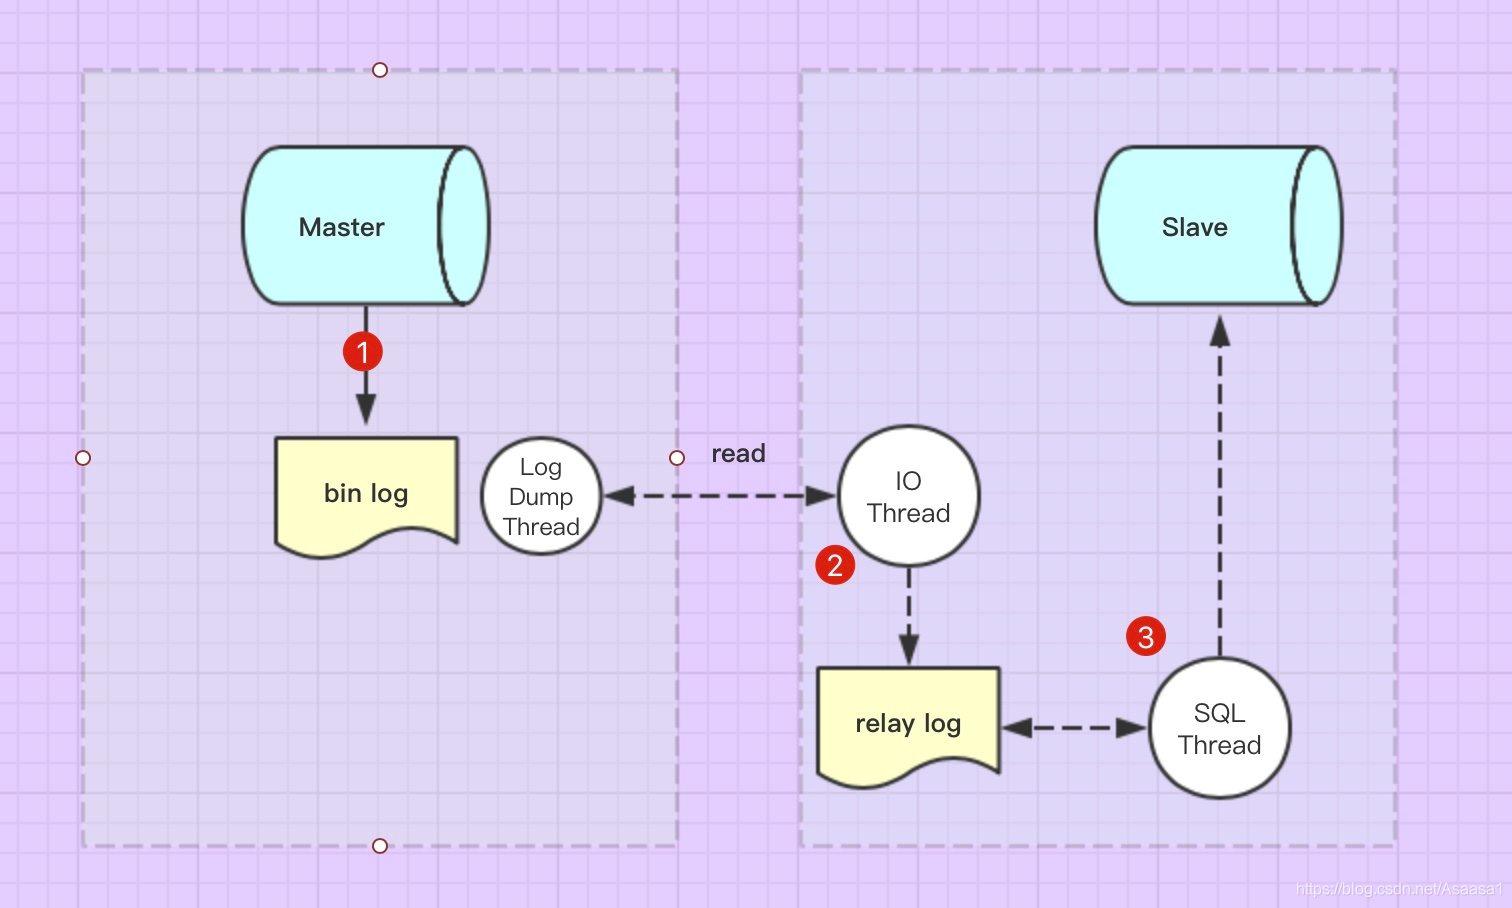 Master
Slave
1
bin log
Log
Dump
Thread
read
IO
Thread
2
relay log
3
SQL
Thread
https://blog.csdn.net/Asaasa1